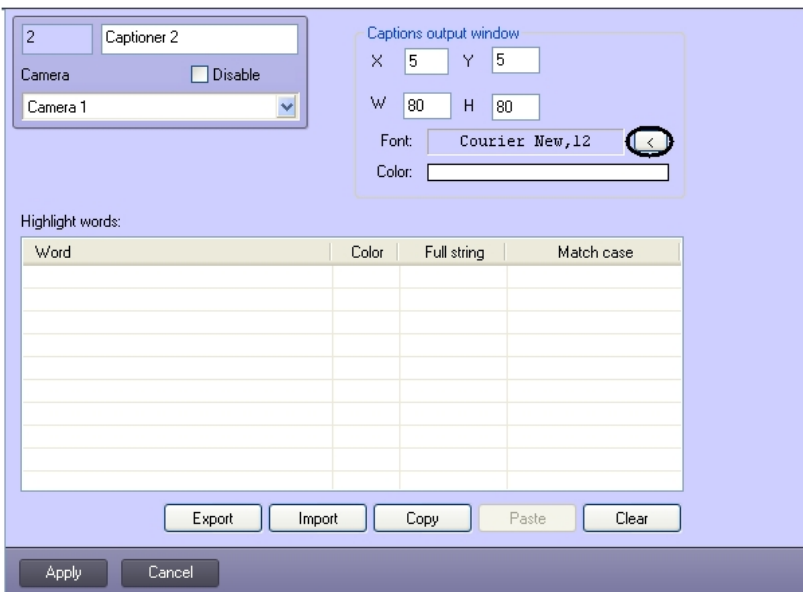 2 Captioner 2
Camera Disable
Camera 1
Captions output window
X 5 Y 5
W 80 H 80
Font: Courier New,12 <
Color:
Highlight words:
Word Color Full string Match case
Export Import Copy Paste Clear
Apply Cancel